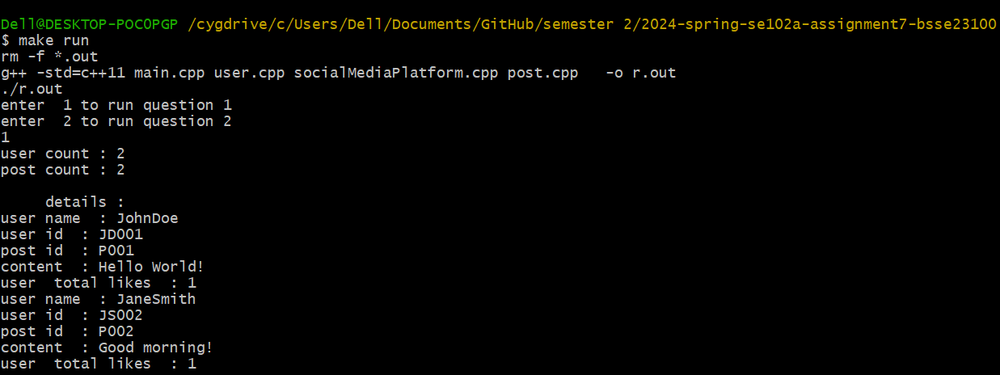 Dell@DESKTOP-POC0PGP /cygdrive/c/Users/Dell/Documents/GitHub/semester 2/2024-spring-se102a-assignment7-bsse23100
$ make run
rm -f *.out
g++ -std=c++11 main.cpp user.cpp socialMediaPlatform.cpp post.cpp   -o r.out
./r.out
enter  1 to run question 1
enter  2 to run question 2
1
user count : 2
post count : 2
     details :
user name  : JohnDoe
user id  : JD001
post id  : P001
content  : Hello World!
user  total likes  : 1
user name  : JaneSmith
user id  : JS002
post id  : P002
content  : Good morning!
user  total likes  : 1